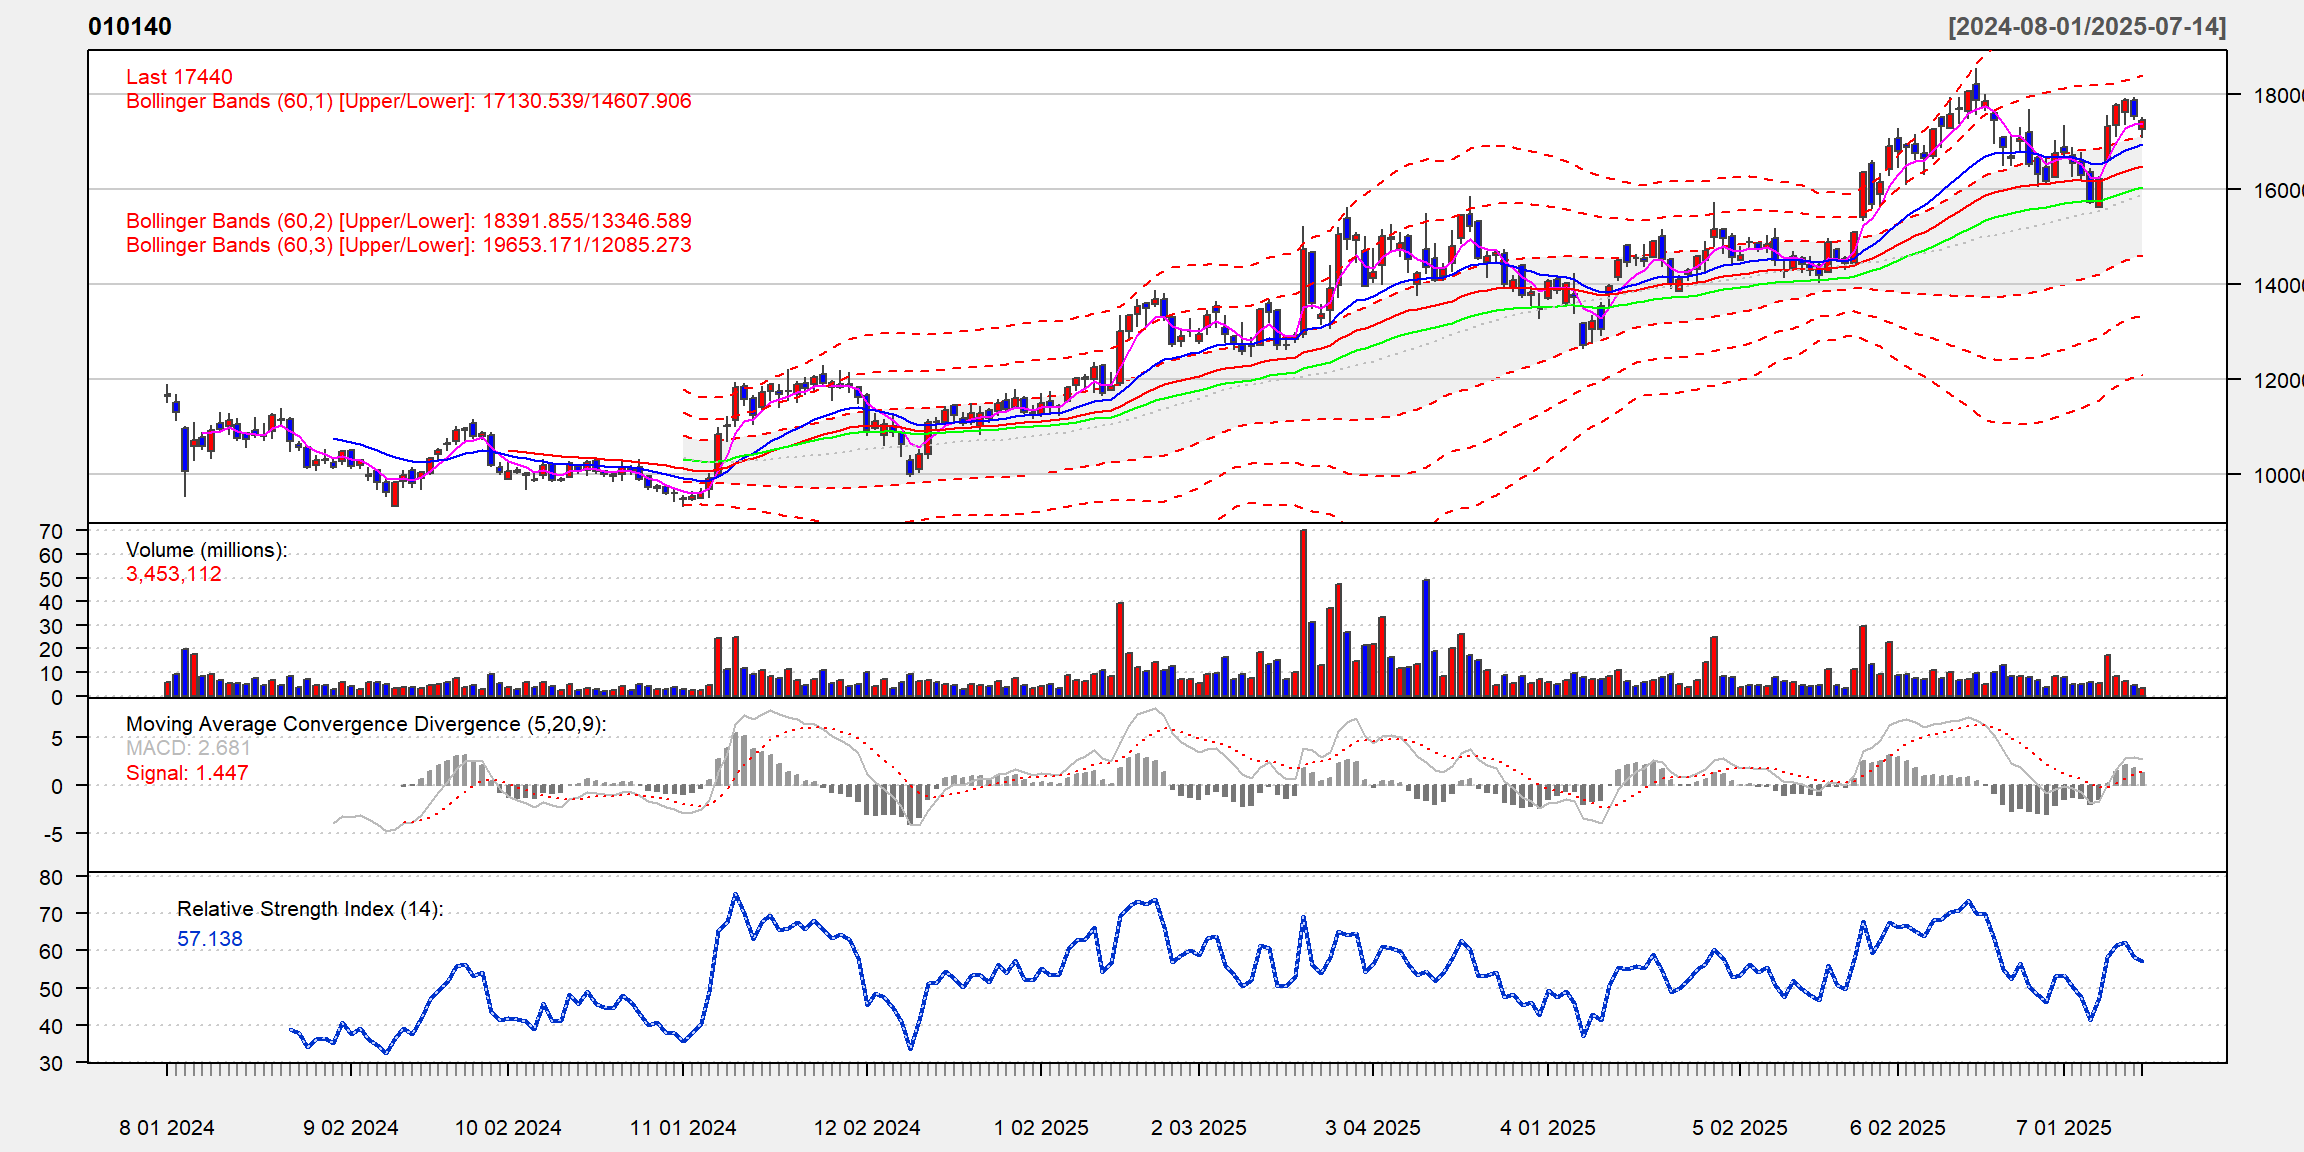 010140
[2024-08-01/2025-07-14]
Last 17440
Bollinger Bands (60,1) [Upper/Lower]: 17130.539/14607.906
Bollinger Bands (60,2) [Upper/Lower]: 18391.855/13346.589
Bollinger Bands (60,3) [Upper/Lower]: 19653.171/12085.273
18000
16000
14000
12000
10000
Volume (millions):
3,453,112
70
60
50
40
30
20
10
0
Moving Average Convergence Divergence (5,20,9):
MACD: 2.681
Signal: 1.447
5
0
-5
Relative Strength Index (14):
57.138
80
70
60
50
40
30
8 01 2024
9 02 2024
10 02 2024
11 01 2024
12 02 2024
1 02 2025
2 03 2025
3 04 2025
4 01 2025
5 02 2025
6 02 2025
7 01 2025